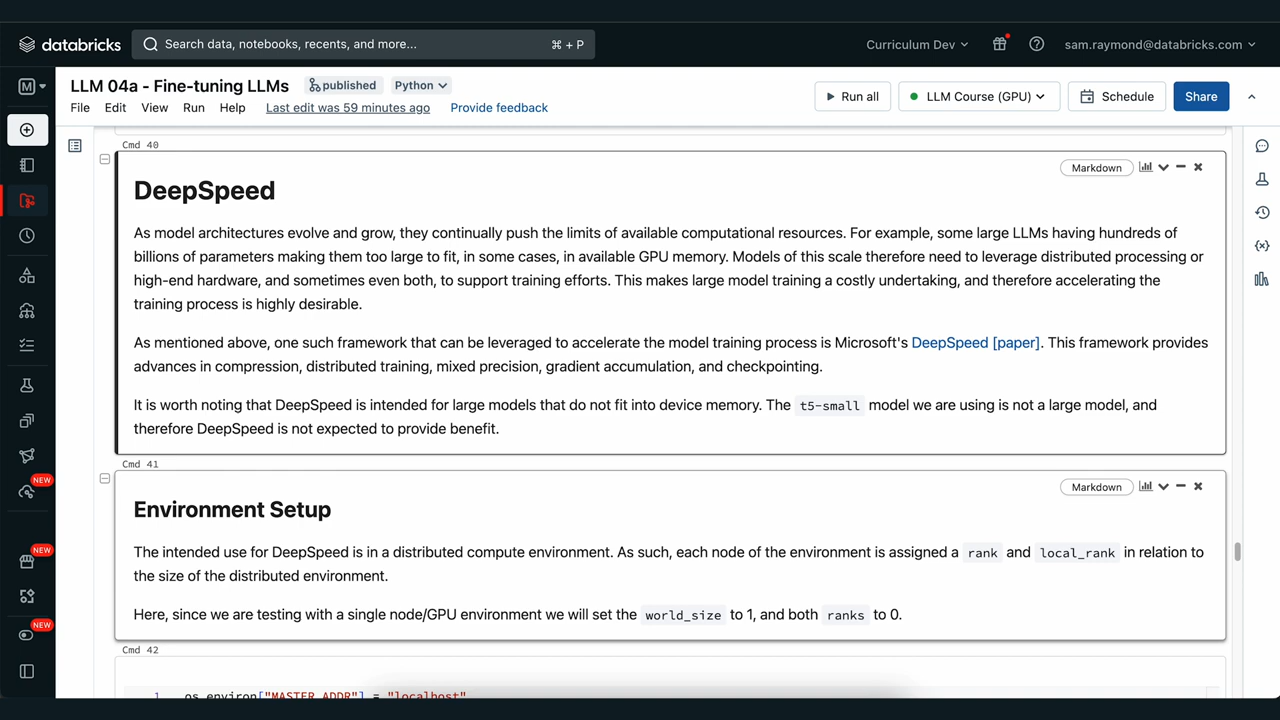 databricks
Search data, notebooks, recents, and more...
⌘ + P
Curriculum Dev
sam.raymond@databricks.com
M
LLM 04a - Fine-tuning LLMs
published
Python
File Edit View Run Help Last edit was 59 minutes ago Provide feedback
Run all
LLM Course (GPU)
Schedule
Share
Cmd 40
Markdown
DeepSpeed
As model architectures evolve and grow, they continually push the limits of available computational resources. For example, some large LLMs having hundreds of
billions of parameters making them too large to fit, in some cases, in available GPU memory. Models of this scale therefore need to leverage distributed processing or
high-end hardware, and sometimes even both, to support training efforts. This makes large model training a costly undertaking, and therefore accelerating the
training process is highly desirable.
As mentioned above, one such framework that can be leveraged to accelerate the model training process is Microsoft's DeepSpeed [paper]. This framework provides
advances in compression, distributed training, mixed precision, gradient accumulation, and checkpointing.
It is worth noting that DeepSpeed is intended for large models that do not fit into device memory. The t5-small model we are using is not a large model, and
therefore DeepSpeed is not expected to provide benefit.
Cmd 41
Markdown
Environment Setup
The intended use for DeepSpeed is in a distributed compute environment. As such, each node of the environment is assigned a rank and local_rank in relation to
the size of the distributed environment.
Here, since we are testing with a single node/GPU environment we will set the world_size to 1, and both ranks to 0.
Cmd 42
1 os.environ["MASTER_ADDR"] = "localhost"
NEW
NEW
NEW